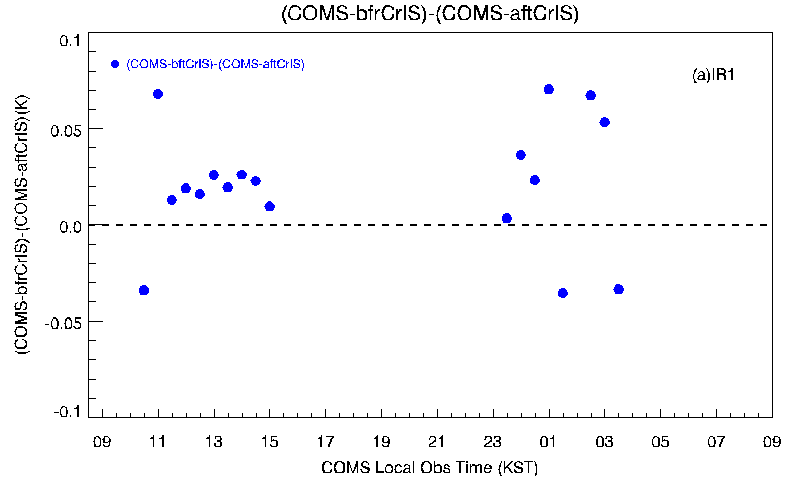 (COMS-bfrCrIS)-(COMS-aftCrIS)
0.1
(COMS-bftCrIS)-(COMS-aftCrIS)
(a)IR1
0.05
0.0
-0.05
-0.1
(COMS-bfrCrIS)-(COMS-aftCrIS)(K)
09 11 13 15 17 19 21 23 01 03 05 07 09
COMS Local Obs Time (KST)